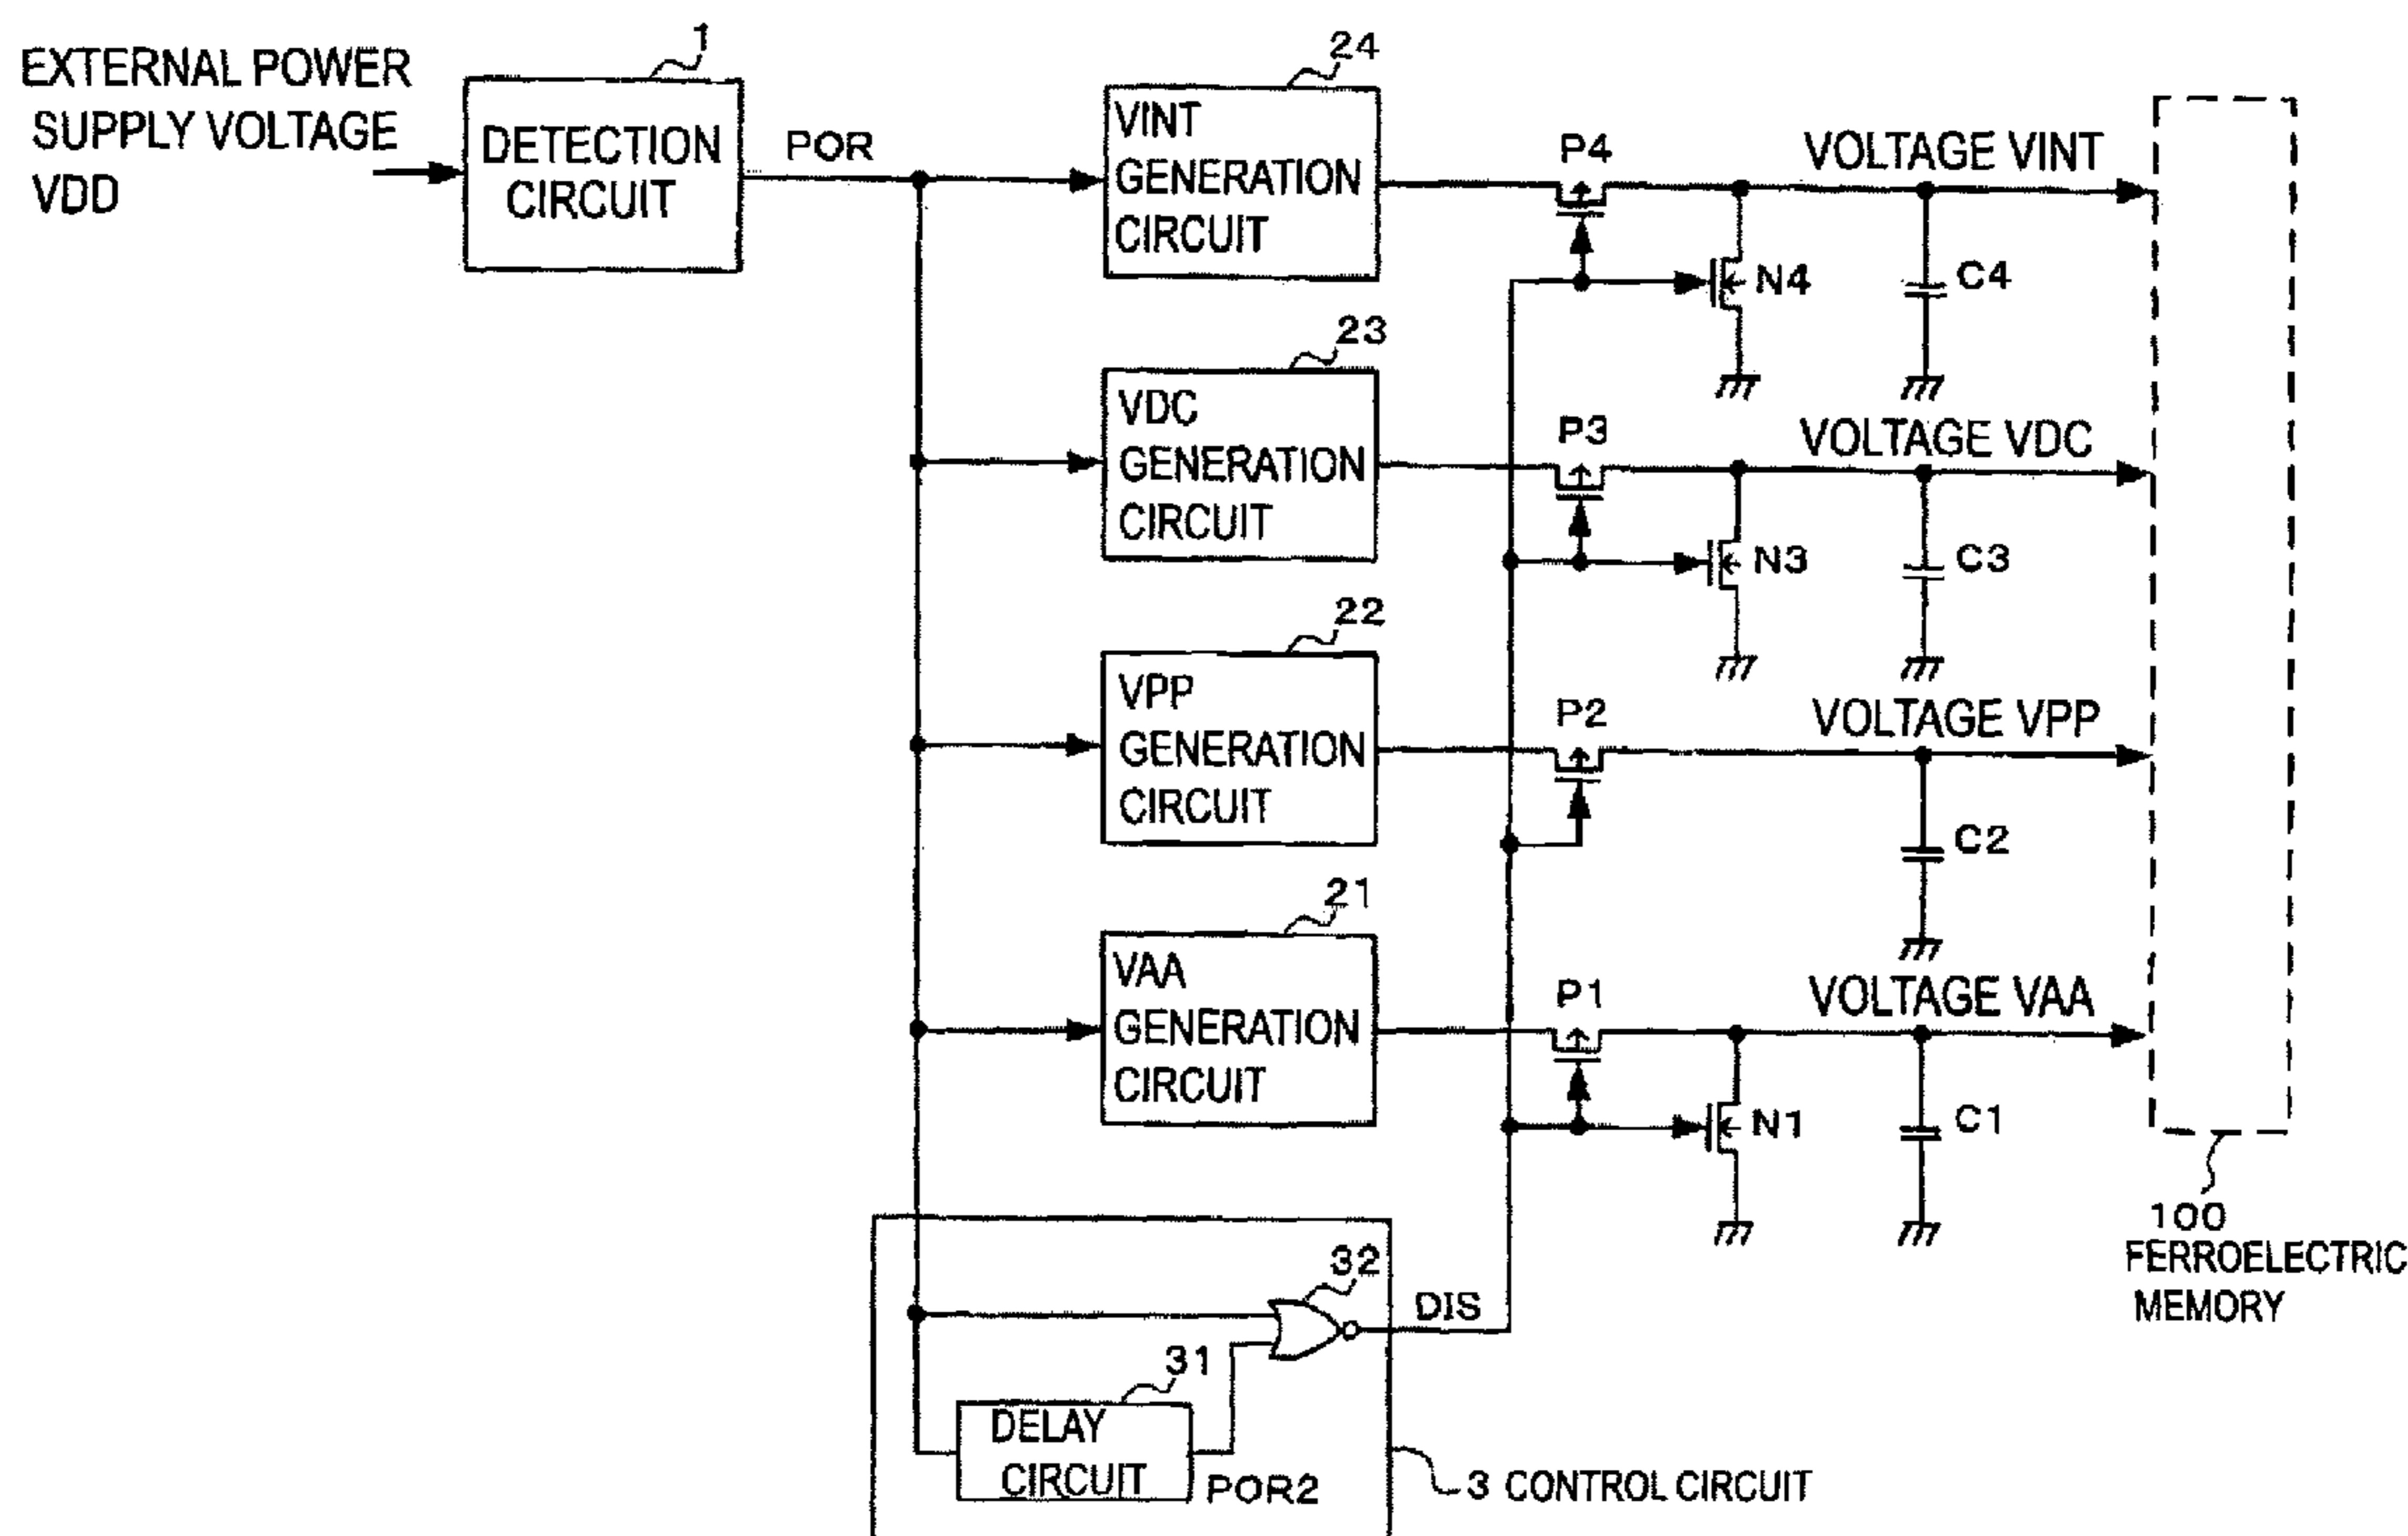 EXTERNAL POWER
SUPPLY VOLTAGE
VDD
1
DETECTION
CIRCUIT
POR
24
VINT
GENERATION
CIRCUIT
P4
VOLTAGE VINT
N4
C4
23
VDC
GENERATION
CIRCUIT
P3
VOLTAGE VDC
N3
C3
22
VPP
GENERATION
CIRCUIT
P2
VOLTAGE VPP
C2
21
VAA
GENERATION
CIRCUIT
P1
VOLTAGE VAA
N1
C1
100
FERROELECTRIC
MEMORY
32
DIS
31
DELAY
CIRCUIT
POR2
3 CONTROL CIRCUIT